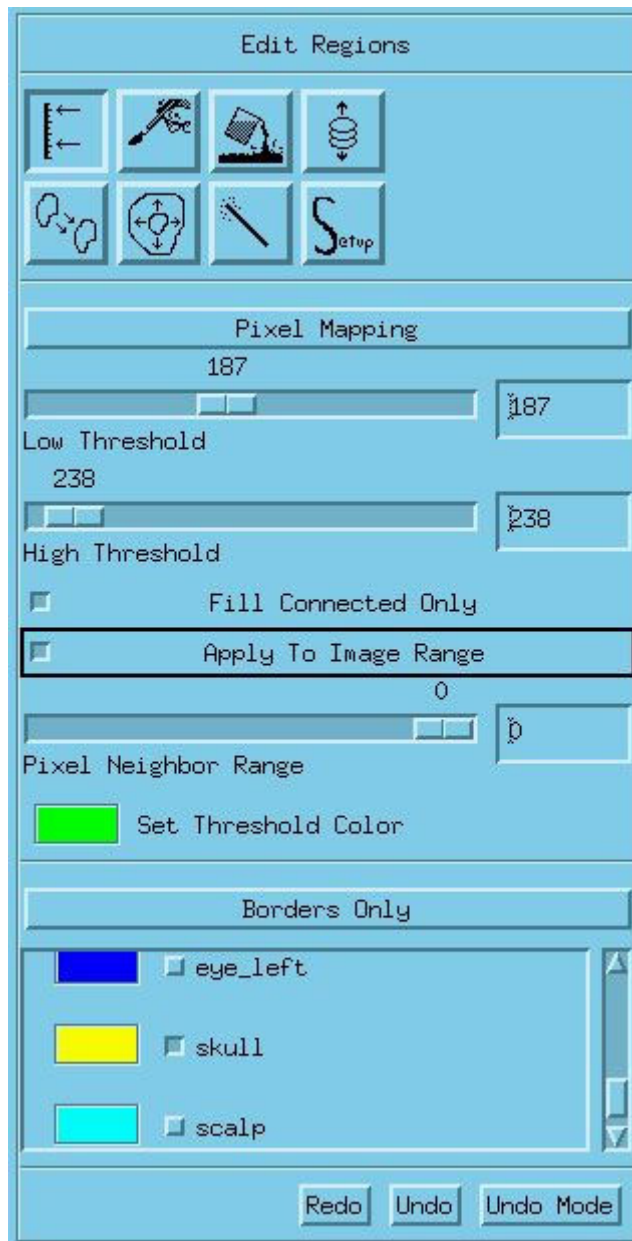 Edit Regions
Setup
Pixel Mapping
187
187
Low Threshold
238
238
High Threshold
Fill Connected Only
Apply To Image Range
0
0
Pixel Neighbor Range
Set Threshold Color
Borders Only
eye_left
skull
scalp
Redo Undo Undo Mode